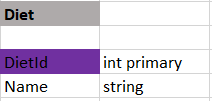 Diet
DietId int primary
Name string